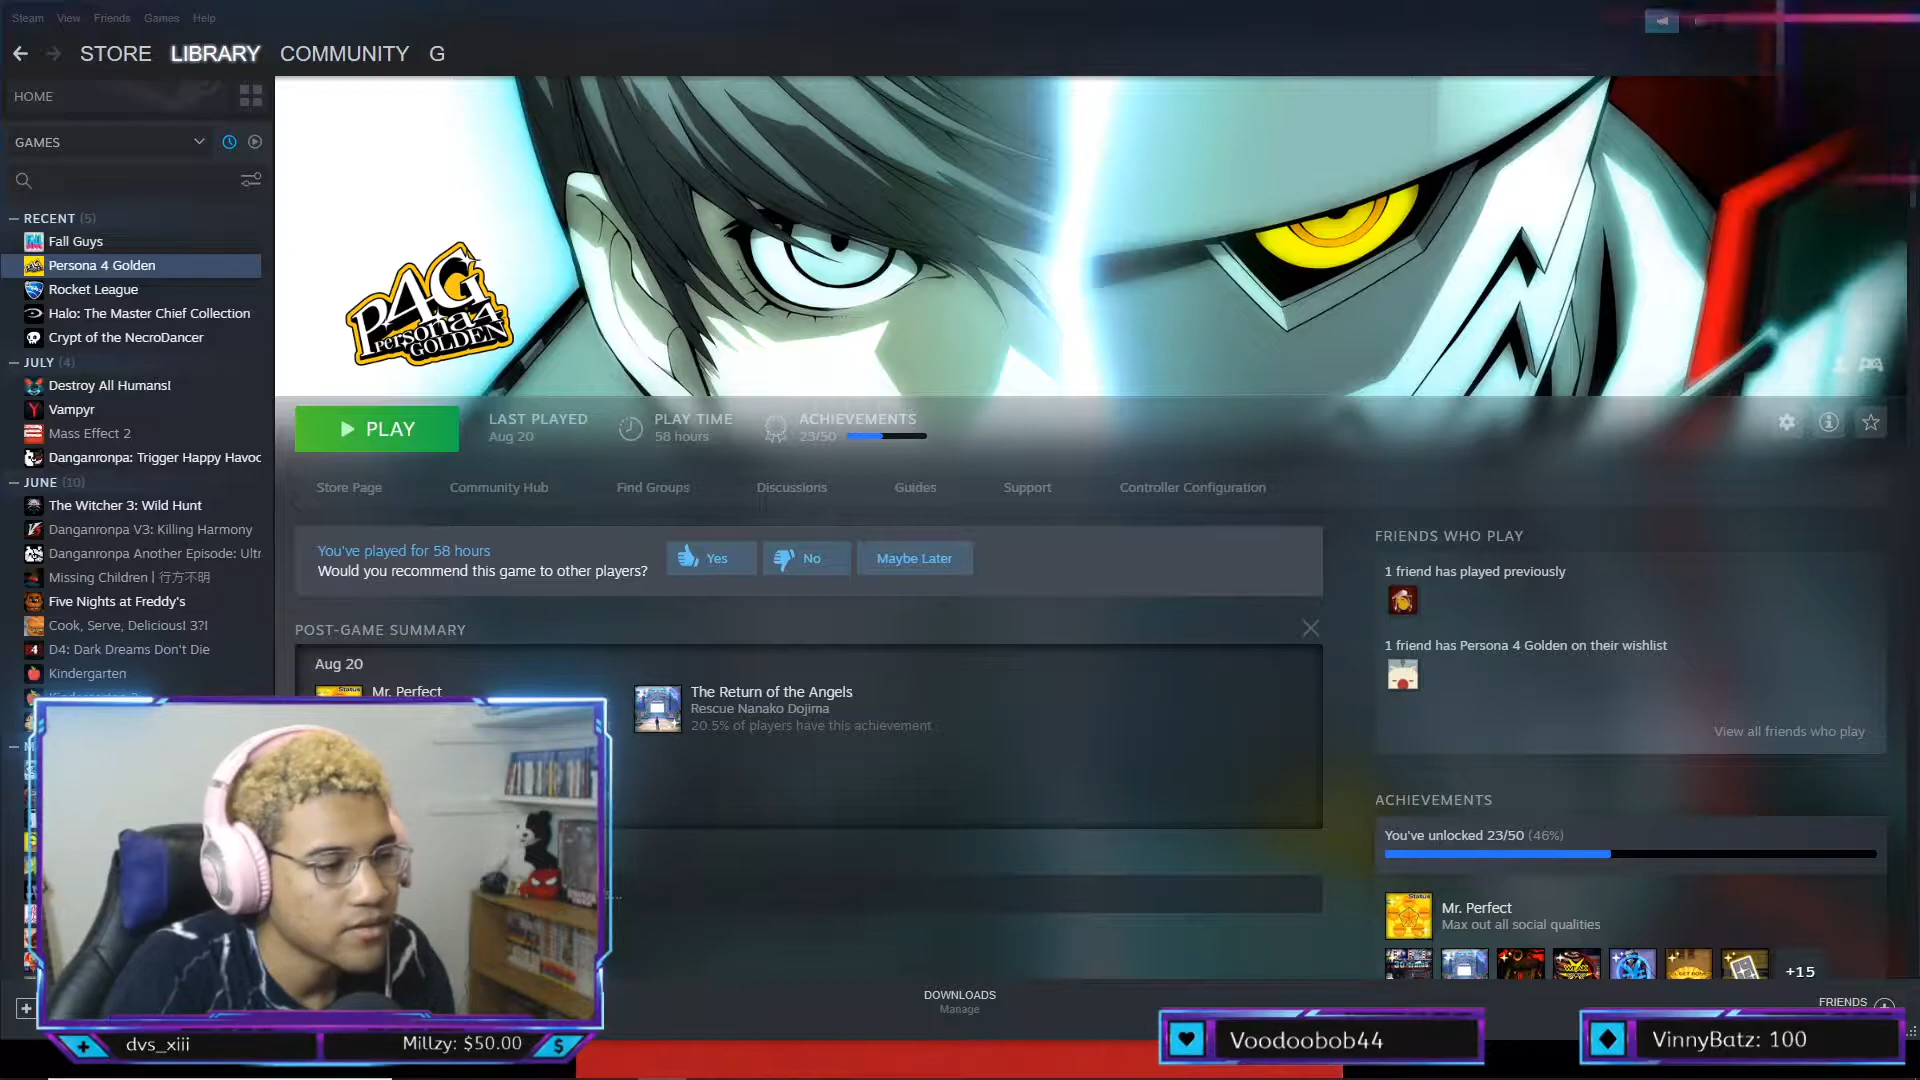 Steam View Friends Games Help
STORE LIBRARY COMMUNITY G
HOME
GAMES
RECENT (5)
Fall Guys
Persona 4 Golden
Rocket League
Halo: The Master Chief Collection
Crypt of the NecroDancer
JULY (4)
Destroy All Humans!
Vampyr
Mass Effect 2
Danganronpa: Trigger Happy Havoc
JUNE (10)
The Witcher 3: Wild Hunt
Danganronpa V3: Killing Harmony
Danganronpa Another Episode: Ultr
Missing Children | 行方不明
Five Nights at Freddy's
Cook, Serve, Delicious! 3?!
D4: Dark Dreams Don't Die
Kindergarten
P4G
Persona 4
GOLDEN
PLAY
LAST PLAYED
Aug 20
PLAY TIME
58 hours
ACHIEVEMENTS
23/50
Store Page Community Hub Find Groups Discussions Guides Support Controller Configuration
You've played for 58 hours
Would you recommend this game to other players?
Yes
No
Maybe Later
POST-GAME SUMMARY
Aug 20
Status
Mr. Perfect
The Return of the Angels
Rescue Nanako Dojima
20.5% of players have this achievement
FRIENDS WHO PLAY
1 friend has played previously
1 friend has Persona 4 Golden on their wishlist
View all friends who play
ACHIEVEMENTS
You've unlocked 23/50 (46%)
Status
Mr. Perfect
Max out all social qualities
+15
DOWNLOADS
Manage
FRIENDS
dvs_xiii
Millzy: $50.00
Voodoobob44
VinnyBatz: 100